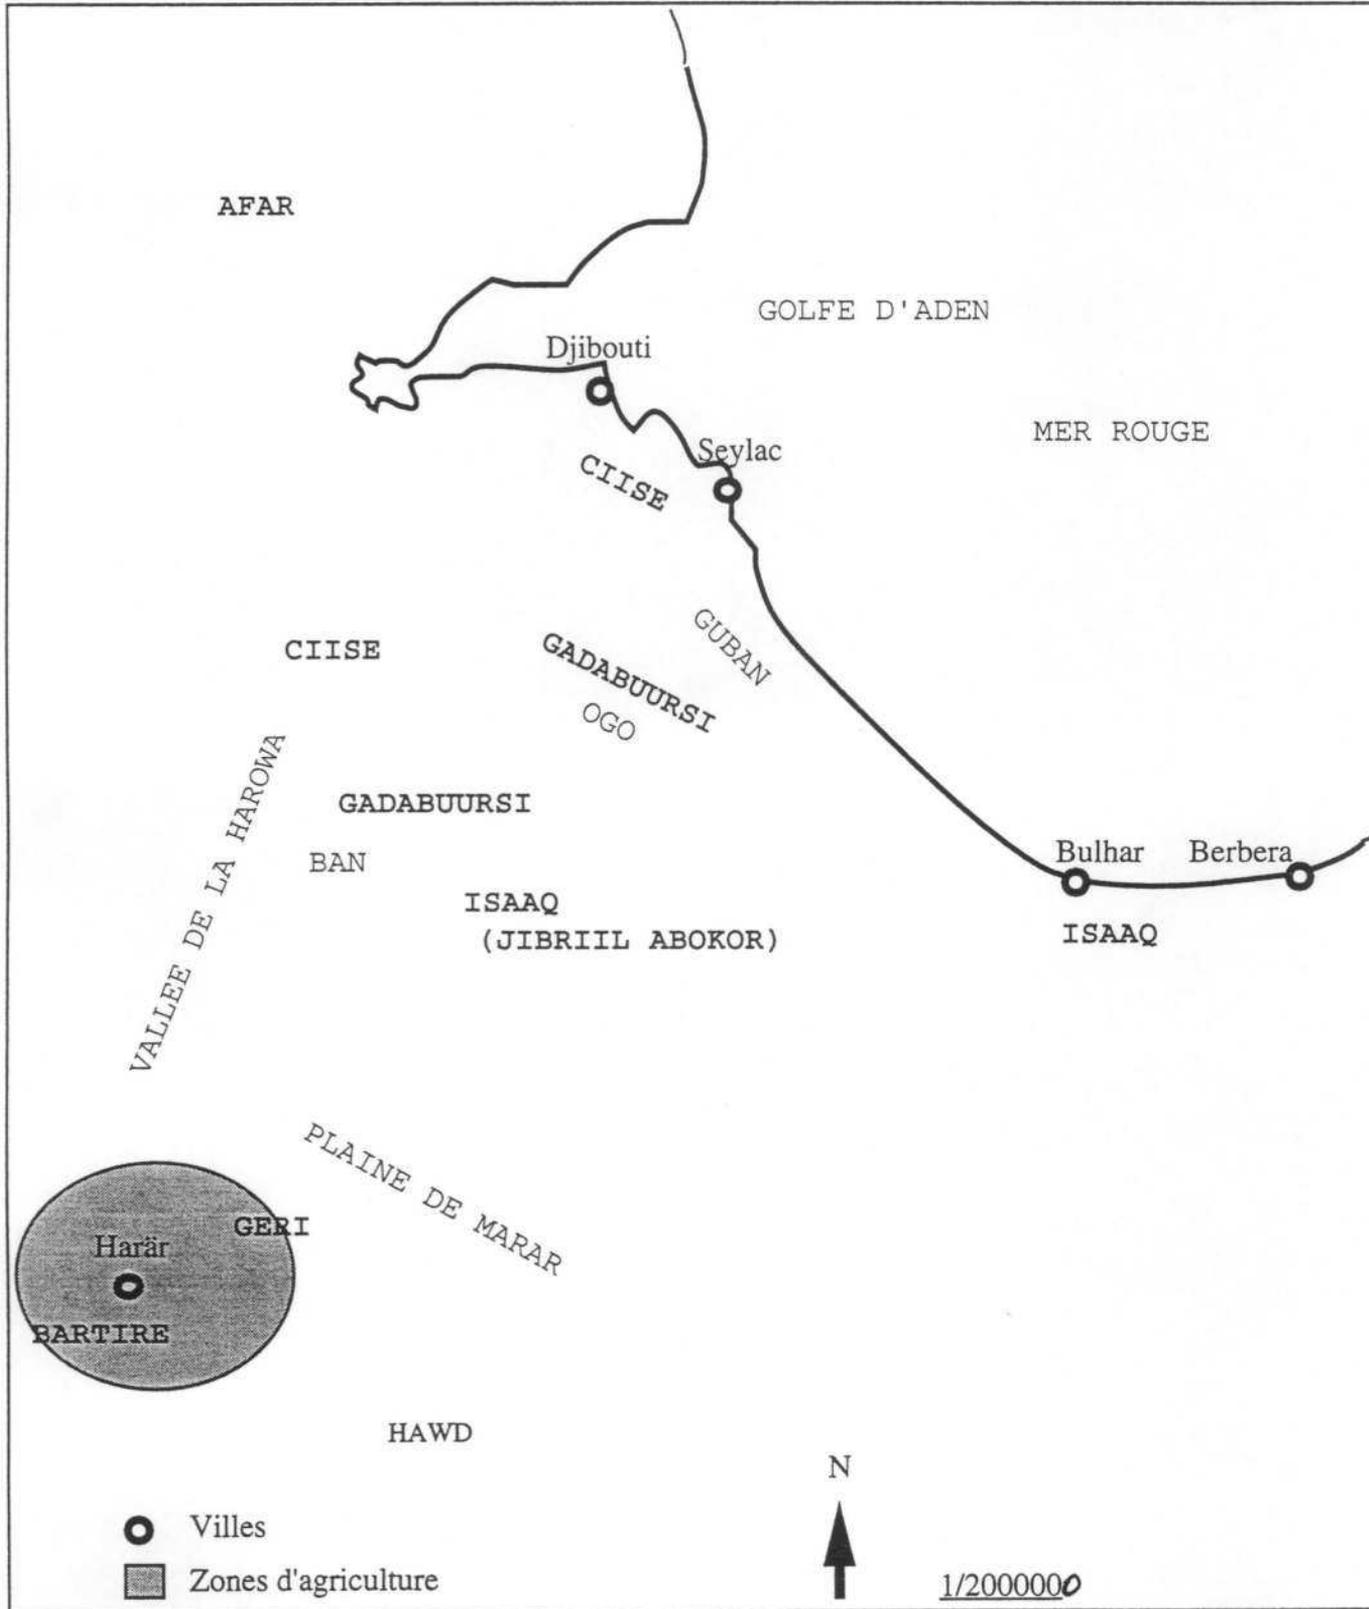 AFAR
GOLFE D'ADEN
Djibouti
MER ROUGE
Seylac
CIISE
GUBAN
CIISE
GADABUURSI
OGO
VALLEE DE LA HAROWA
GADABUURSI
BAN
Bulhar
Berbera
ISAAQ
(JIBRIIL ABOKOR)
ISAAQ
PLAINE DE MARAR
GERI
Harär
BARTIRE
HAWD
N
Villes
Zones d'agriculture
1/2000000